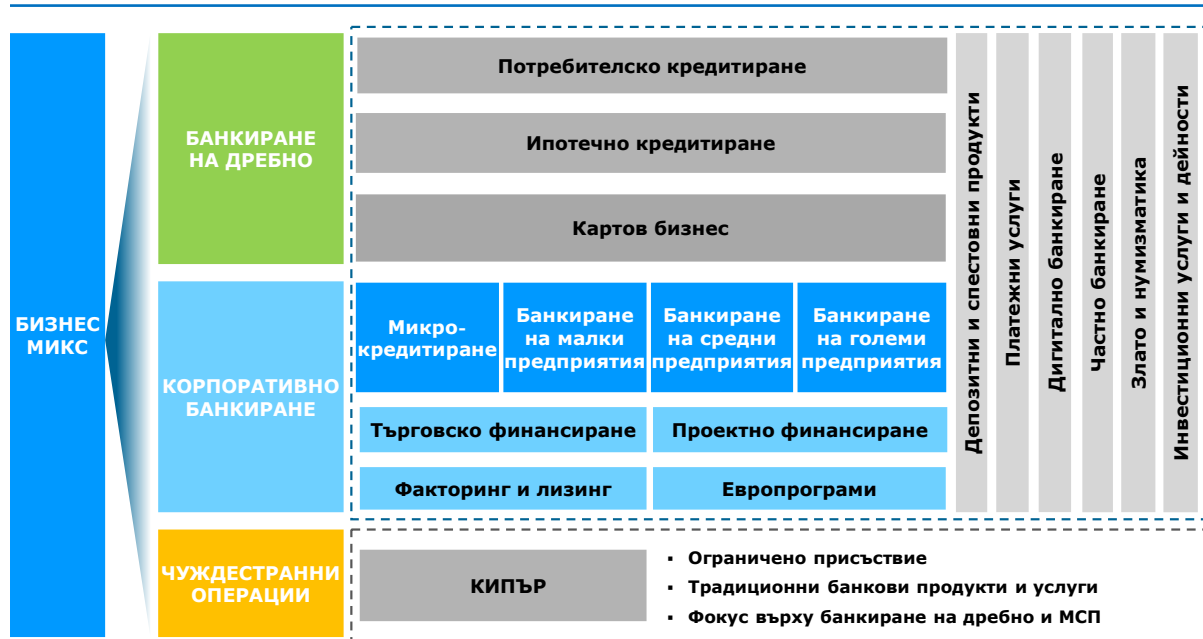 БИЗНЕС
МИКС
БАНКИРАНЕ
НА ДРЕБНО
Потребителско кредитиране
Ипотечно кредитиране
Картов бизнес
КОРПОРАТИВНО
БАНКИРАНЕ
Микро-
кредитиране
Банкиране
на малки
предприятия
Банкиране
на средни
предприятия
Банкиране
на големи
предприятия
Търговско финансиране
Проектно финансиране
Факторинг и лизинг
Европрограми
Депозитни и спестовни продукти
Платежни услуги
Дигитално банкиране
Частно банкиране
Злато и нумизматика
Инвестиционни услуги и дейности
ЧУЖДЕСТРАННИ
ОПЕРАЦИИ
КИПЪР
▪ Ограничено присъствие
▪ Традиционни банкови продукти и услуги
▪ Фокус върху банкиране на дребно и МСП